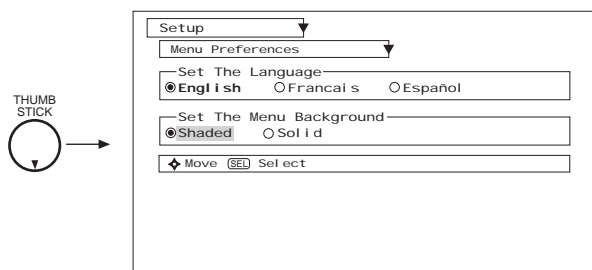 Setup
Menu Preferences
Set The Language
English Francais Español
THUMB
STICK
Set The Menu Background
Shaded Solid
Move SEL Select